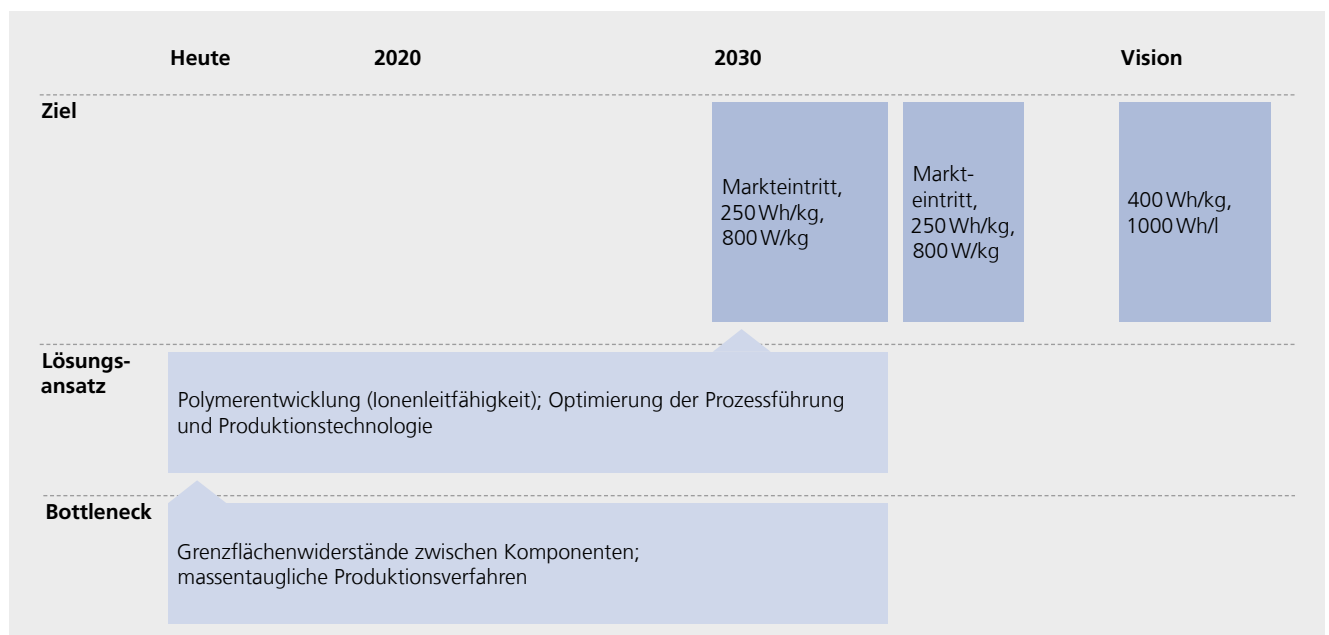 Heute 2020 2030 Vision
Ziel
Markteintritt,
250 Wh/kg,
800 W/kg
Markt-
eintritt,
250 Wh/kg,
800 W/kg
400 Wh/kg,
1000 Wh/l
Lösungs-
ansatz
Polymerentwicklung (Ionenleitfähigkeit); Optimierung der Prozessführung
und Produktionstechnologie
Bottleneck
Grenzflächenwiderstände zwischen Komponenten;
massentaugliche Produktionsverfahren